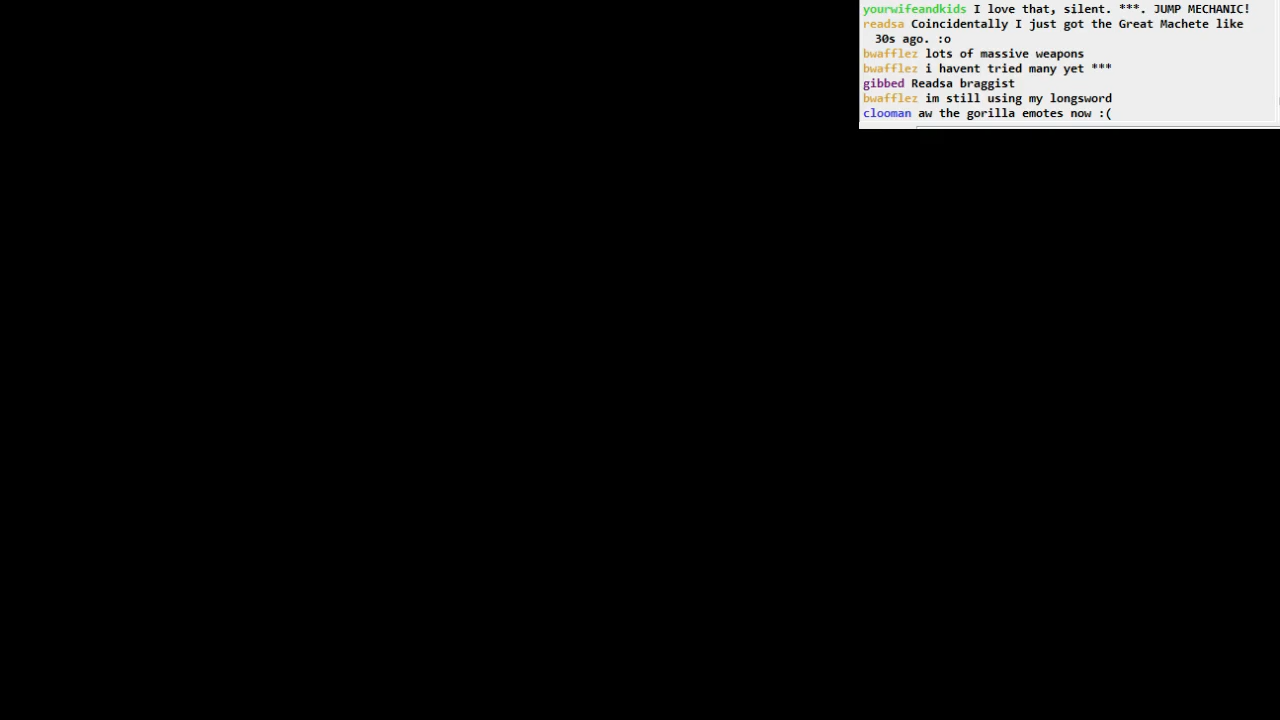 yourwifeandkids I love that, silent. ***. JUMP MECHANIC!
readsa Coincidentally I just got the Great Machete like
30s ago. :o
bwafflez lots of massive weapons
bwafflez i havent tried many yet ***
gibbed Readsa braggist
bwafflez im still using my longsword
clooman aw the gorilla emotes now :(